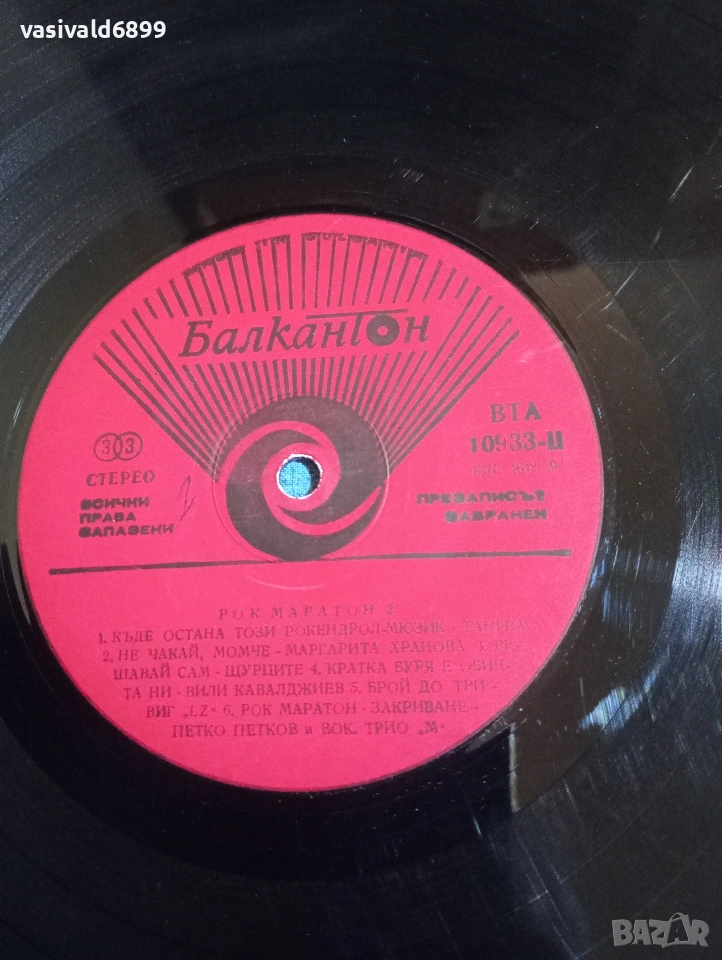 vasivald6899
БалканТон
ВТА
10933-II
33
СТЕРЕО
ВСИЧКИ
ПРАВА
ЗАПАЗЕНИ
2
ПРЕЗАПИСЪТ
ЗАБРАНЕН
РОК МАРАТОН 2
1. КЪДЕ ОСТАНА ТОЗИ РОКЕНДРОЛ-МЮЗИК - ТАНГРА
2. НЕ ЧАКАЙ, МОМЧЕ - МАРГАРИТА ХРАНОВА 3. РЕ-
ШАВАЙ САМ - ЩУРЦИТЕ 4. КРАТКА БУРЯ Е ОБИЧ-
ТА НИ - ВИЛИ КАВАЛДЖИЕВ 5. БРОЙ ДО ТРИ -
ВИГ „LZ“ 6. РОК МАРАТОН - ЗАКРИВАНЕ -
ПЕТКО ПЕТКОВ и ВОК. ТРИО „М“
BAZAR